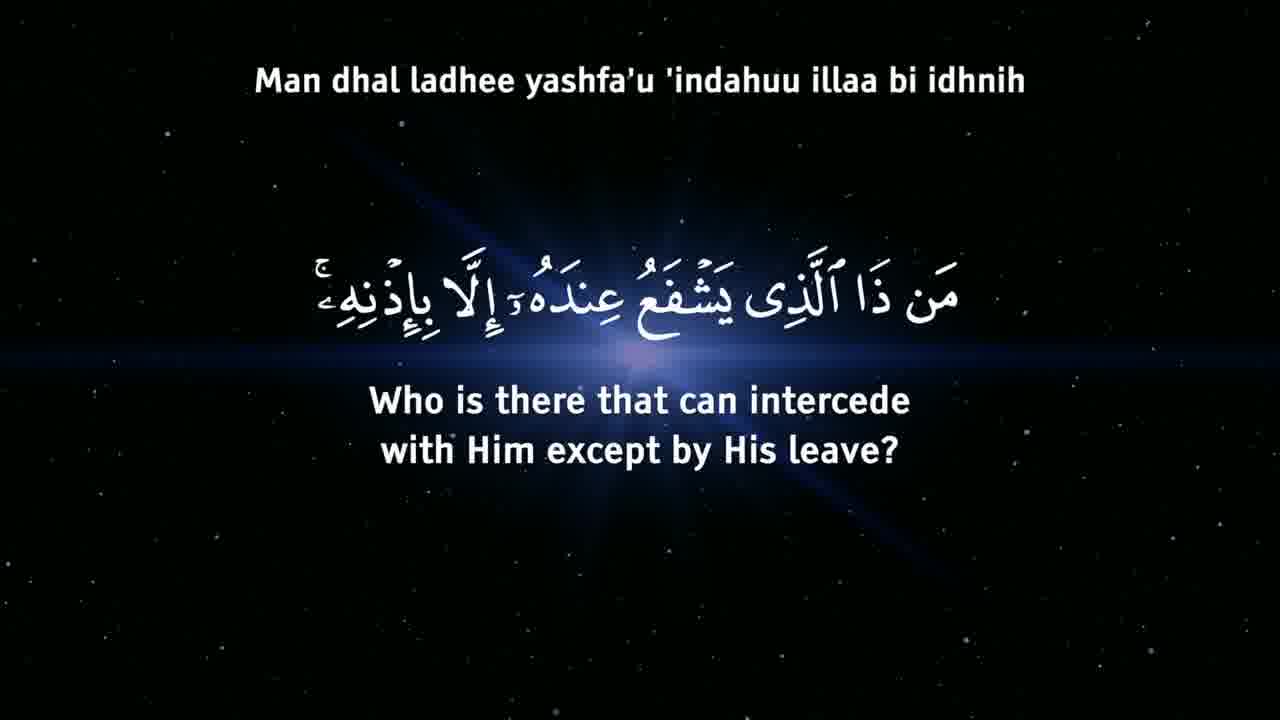 Man dhal ladhee yashfa’u 'indahuu illaa bi idhnih
مَن ذَا ٱلَّذِى يَشْفَعُ عِندَهُۥٓ إِلَّا بِإِذْنِهِۦ ۚ
Who is there that can intercede
with Him except by His leave?